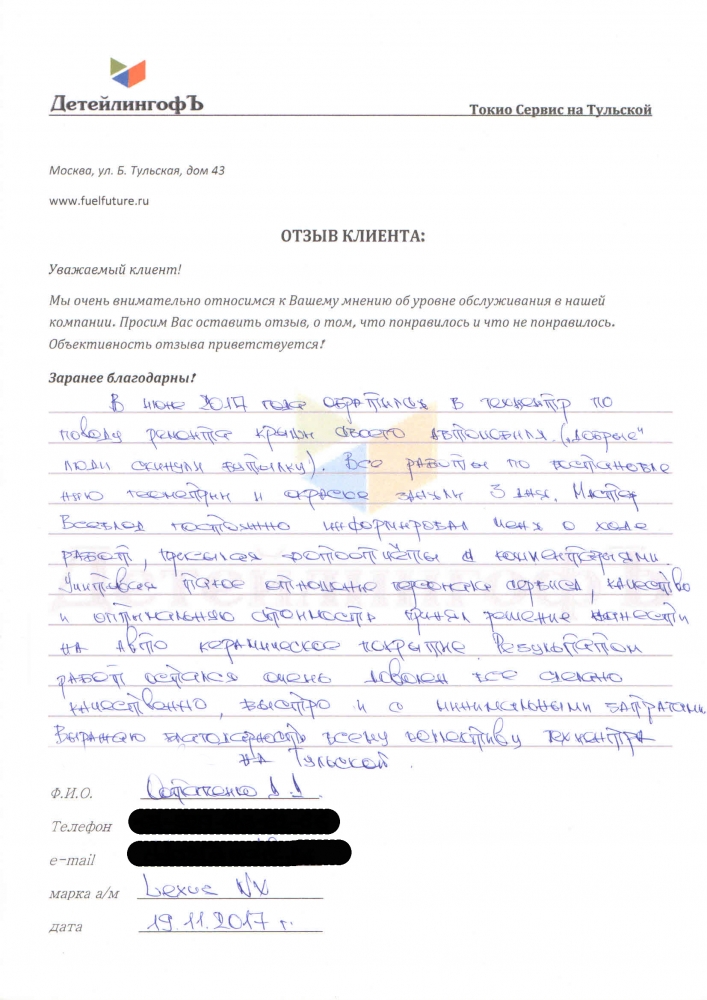 ДетейлингофЪ
Токио Сервис на Тульской
Москва, ул. Б. Тульская, дом 43
www.fuelfuture.ru
ОТЗЫВ КЛИЕНТА:
Уважаемый клиент!
Мы очень внимательно относимся к Вашему мнению об уровне обслуживания в нашей
компании. Просим Вас оставить отзыв, о том, что понравилось и что не понравилось.
Объективность отзыва приветствуется!
Заранее благодарны!
В июне 2017 года обратился в техцентр по
поводу ремонта крыши своего автомобиля. („добрые"
люди скинули бутылку). Все работы по восстановле
нию геометрии и окраске заняли 3 дня. Мастер
Всеволод постоянно информировал меня о ходе
работ, присылая фотоотчёты с комментариями.
Учитывая такое отношение персонала сервиса, качество
и оптимальную стоимость принял решение нанести
на авто керамическое покрытие Результатом
работ остался очень доволен все сделано
качественно, быстро и с минимальными затратами.
Выражаю благодарность всему коллективу техцентра
на Тульской.
Ф.И.О.
Телефон
e-mail
марка а/м Lexus NX
дата 19.11.2017 г.